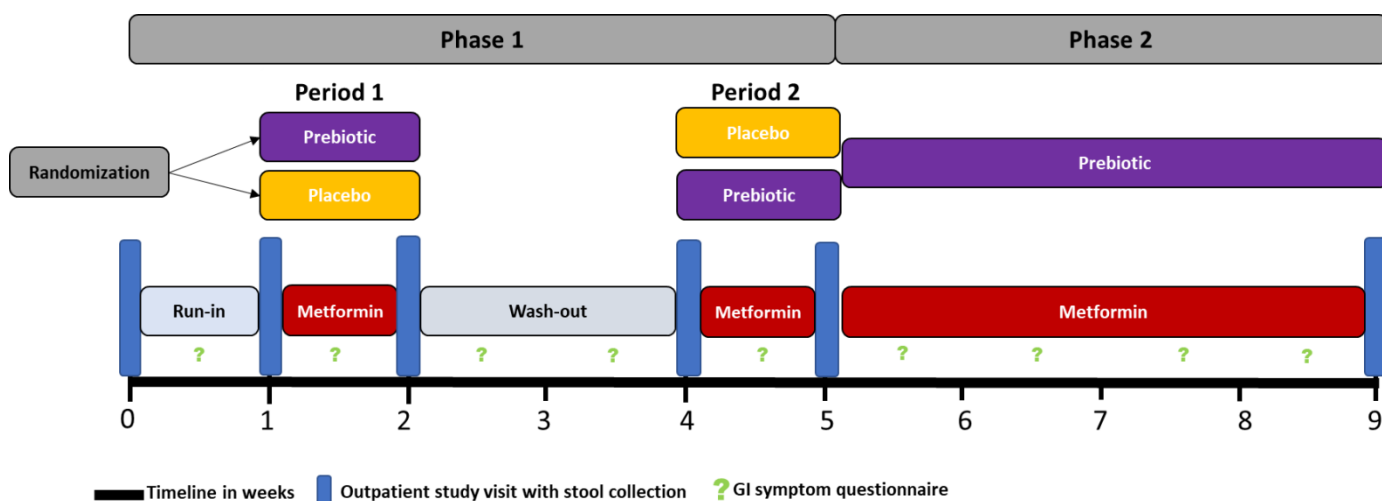 Phase 1
Phase 2
Period 1
Period 2
Prebiotic
Placebo
Randomization
Prebiotic
Placebo
Prebiotic
Run-in
Metformin
Wash-out
Metformin
Metformin
? ? ? ? ? ? ? ? ?
0 1 2 3 4 5 6 7 8 9
Timeline in weeks
Outpatient study visit with stool collection
? GI symptom questionnaire